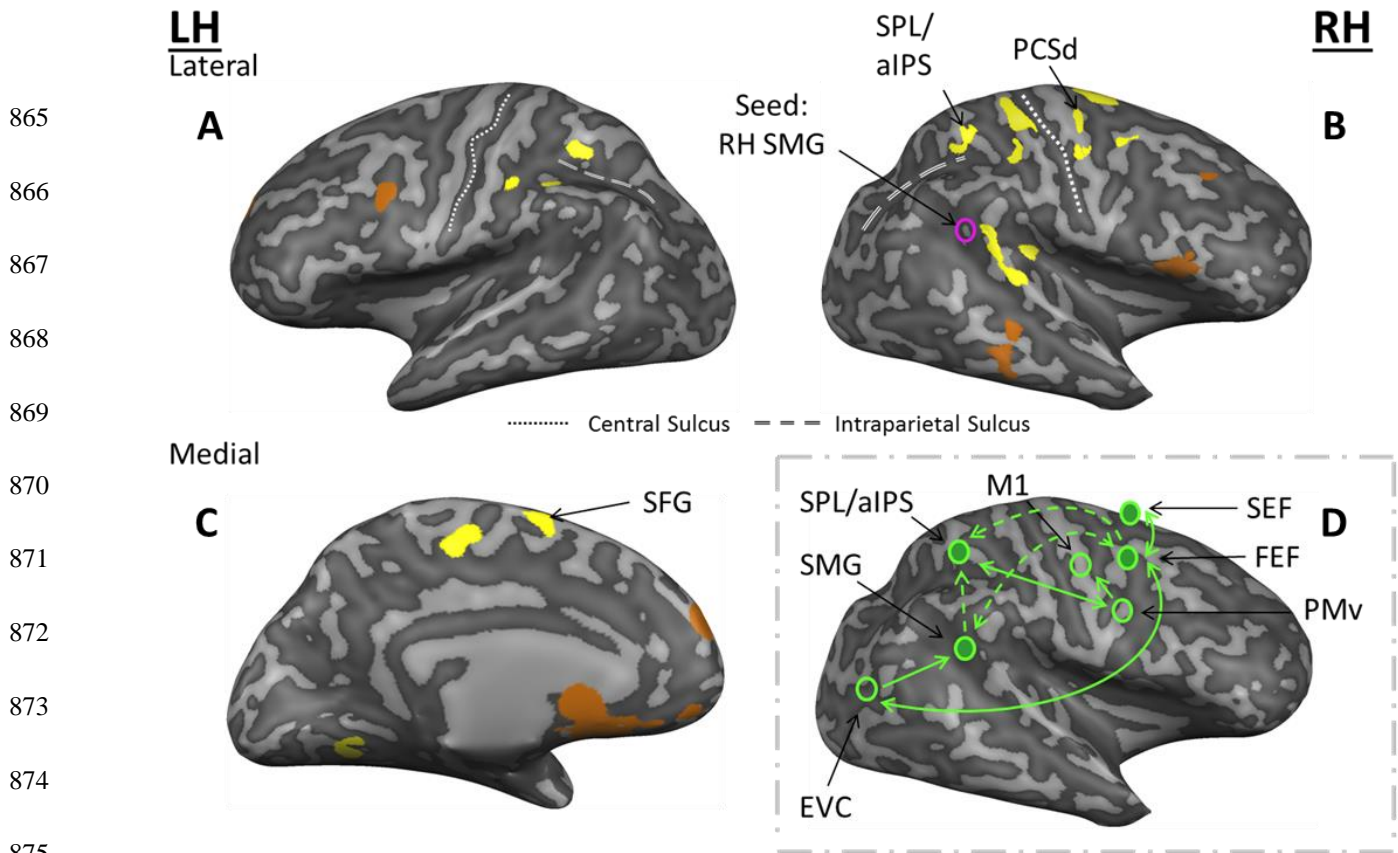 LH
Lateral
A
SPL/
aIPS
PCSd
RH
Seed:
RH SMG
B
865
866
867
868
869
Central Sulcus
Intraparietal Sulcus
Medial
870
C
SFG
SPL/aIPS
M1
SEF
D
871
SMG
FEF
872
PMv
873
874
EVC
875